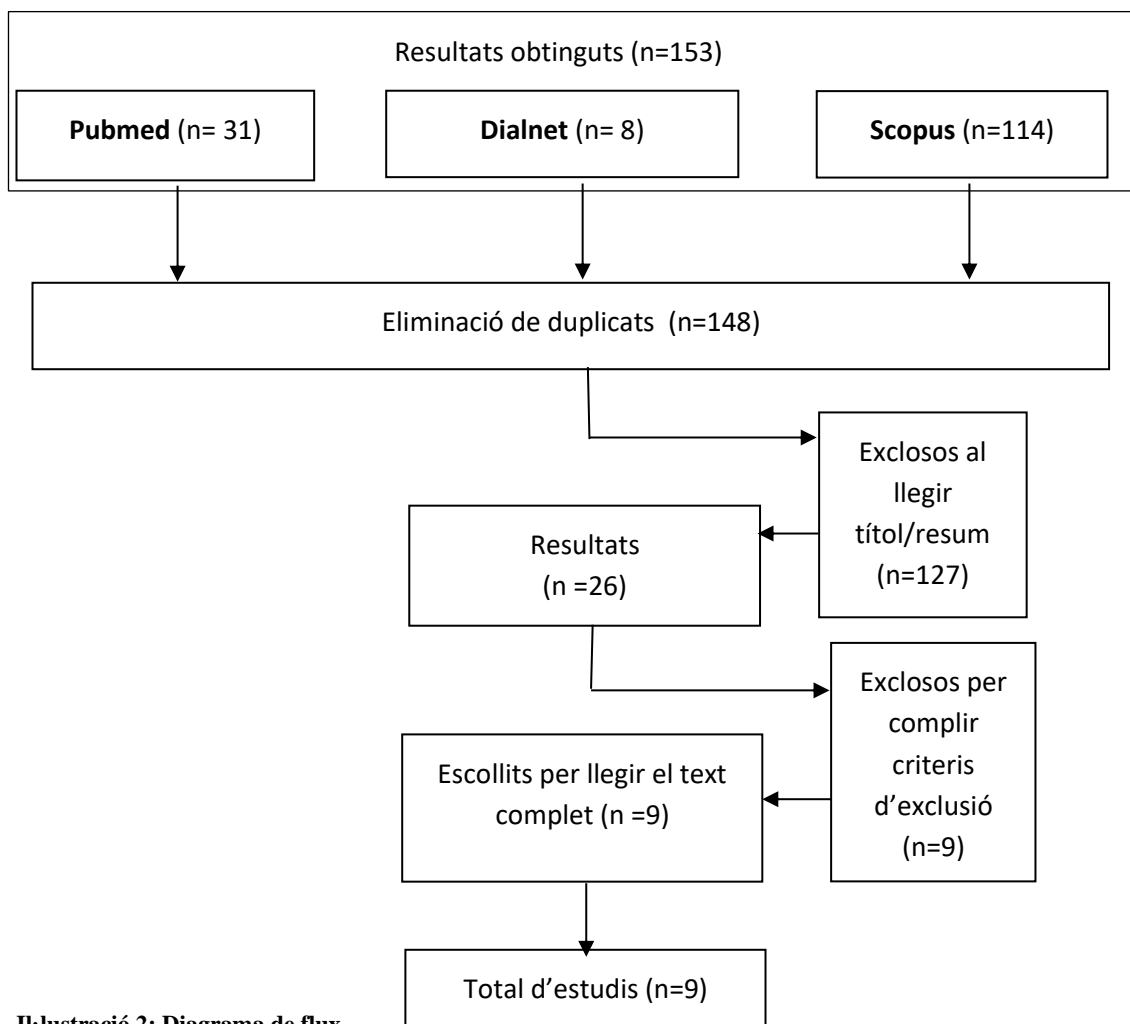 Resultats obtinguts (n=153)
Pubmed (n= 31)
Dialnet (n= 8)
Scopus (n=114)
Eliminació de duplicats (n=148)
Exclosos al
llegir
títol/resum
(n=127)
Resultats
(n =26)
Exclosos per
complir
criteris
d’exclusió
(n=9)
Escollits per llegir el text
complet (n =9)
Total d’estudis (n=9)
Il·lustració 2: Diagrama de flux